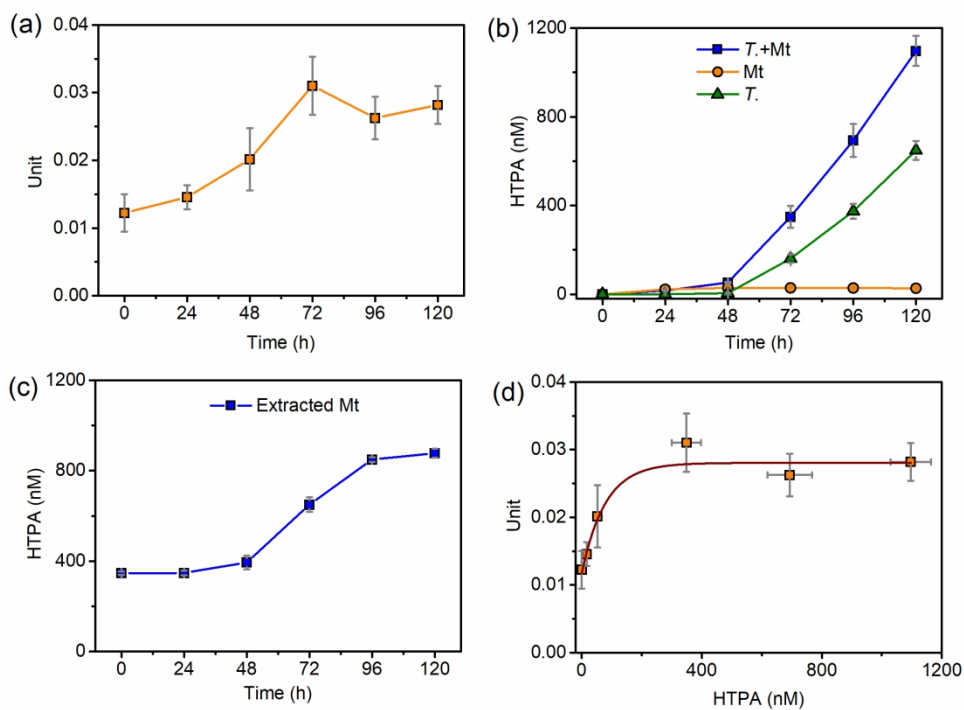 (a)
0.04
0.03
0.02
0.01
0.00
Unit
0 24 48 72 96 120
Time (h)
(b)
1200
800
400
0
HTPA (nM)
T.+Mt
Mt
T.
0 24 48 72 96 120
Time (h)
(c)
1200
800
400
0
HTPA (nM)
Extracted Mt
0 24 48 72 96 120
Time (h)
(d)
0.04
0.03
0.02
0.01
0.00
Unit
0 400 800 1200
HTPA (nM)